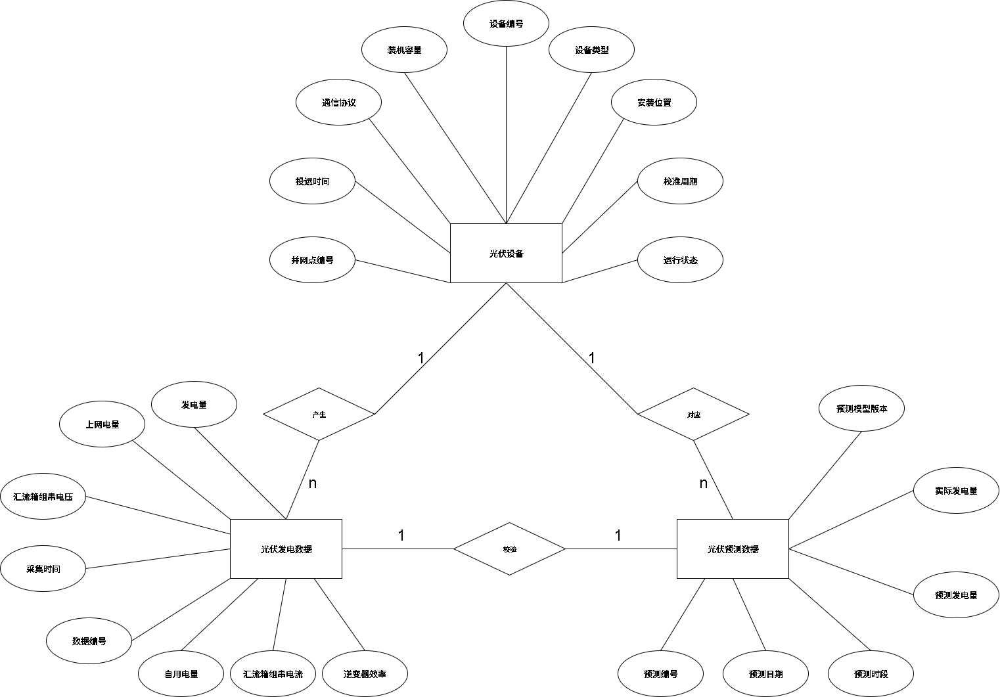 设备编号
装机容量
设备类型
通信协议
安装位置
投运时间
校准周期
光伏设备
并网点编号
运行状态
1
1
发电量
预测模型版本
产生
对应
上网电量
n
n
汇流箱组串电压
实际发电量
1
1
光伏发电数据
校验
光伏预测数据
采集时间
预测发电量
数据编号
自用电量
汇流箱组串电流
逆变器效率
预测编号
预测日期
预测时段